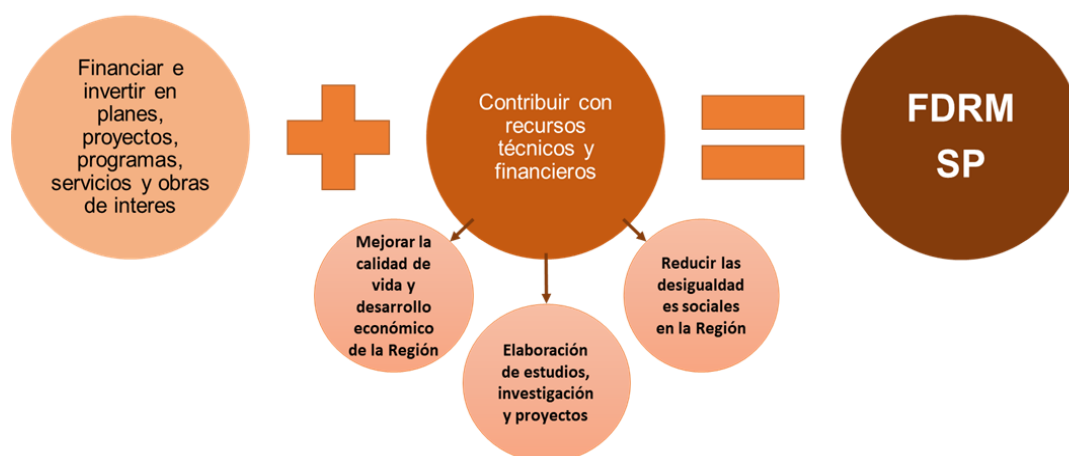 Financiar e
invertir en
planes,
proyectos,
programas,
servicios y obras
de interes
Contribuir con
recursos
técnicos y
financieros
FDRM
SP
Mejorar la
calidad de
vida y
desarrollo
económico
de la Región
Elaboración
de estudios,
investigación
y proyectos
Reducir las
desigualdad
es sociales
en la Región